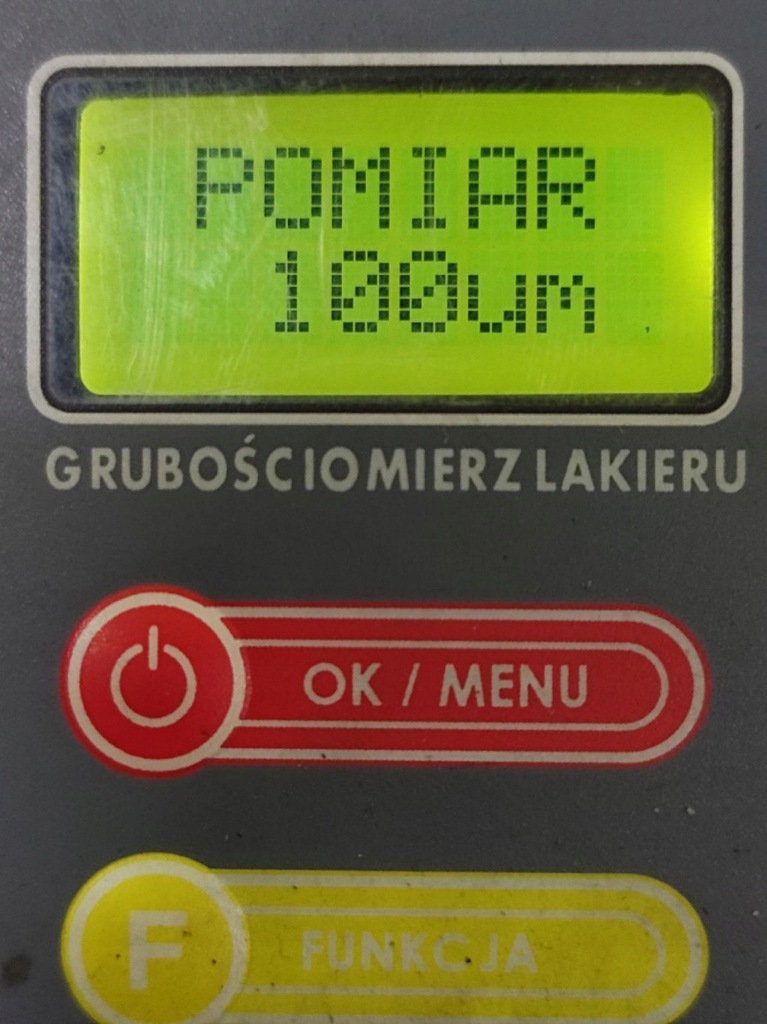 POMIAR
100um
GRUBOŚCIOMIERZ LAKIERU
OK / MENU
F FUNKCJA